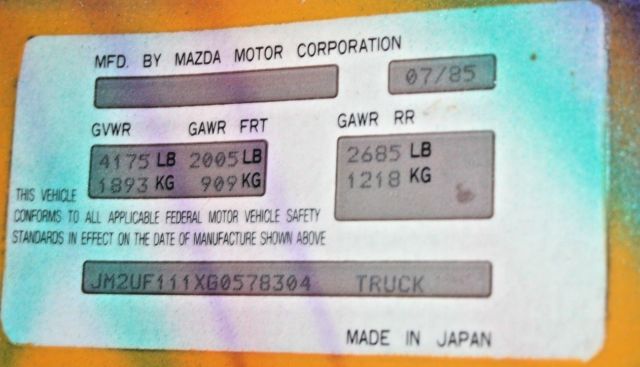 MFD. BY MAZDA MOTOR CORPORATION
07/85
GVWR GAWR FRT GAWR RR
4175 LB 2005 LB 2685 LB
1893 KG 909 KG 1218 KG
THIS VEHICLE
CONFORMS TO ALL APPLICABLE FEDERAL MOTOR VEHICLE SAFETY
STANDARDS IN EFFECT ON THE DATE OF MANUFACTURE SHOWN ABOVE
JM2UF111XG0578304 TRUCK
MADE IN JAPAN